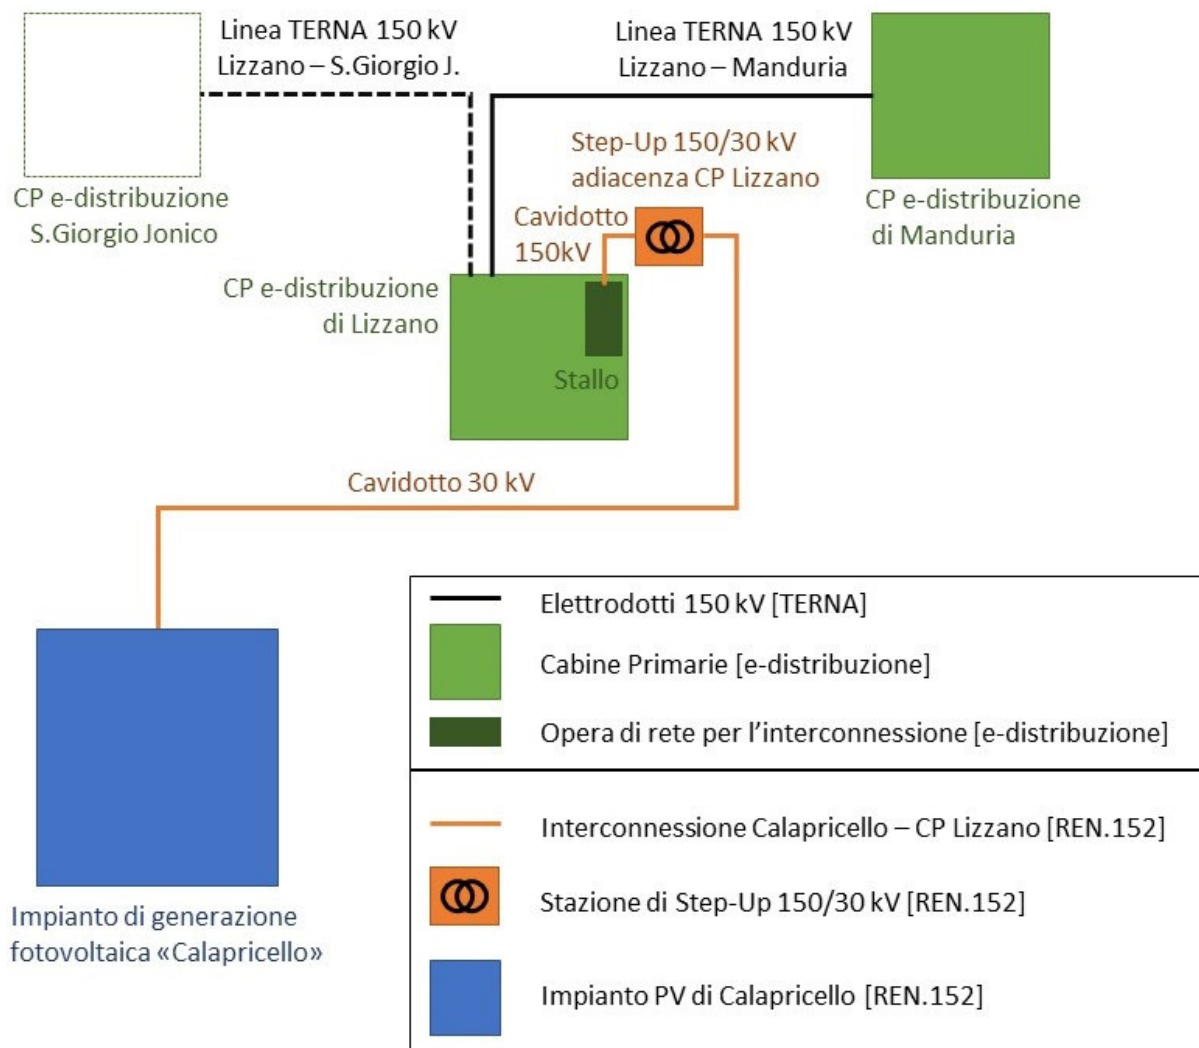 Linea TERNA 150 kV
Lizzano – S.Giorgio J.
Linea TERNA 150 kV
Lizzano – Manduria
CP e-distribuzione
S.Giorgio Jonico
Step-Up 150/30 kV
adiacenza CP Lizzano
CP e-distribuzione
di Manduria
Cavidotto
150kV
CP e-distribuzione
di Lizzano
Stallo
Cavidotto 30 kV
Impianto di generazione
fotovoltaica «Calapricello»
Elettrodotti 150 kV [TERNA]
Cabine Primarie [e-distribuzione]
Opera di rete per l’interconnessione [e-distribuzione]
Interconnessione Calapricello – CP Lizzano [REN.152]
Stazione di Step-Up 150/30 kV [REN.152]
Impianto PV di Calapricello [REN.152]